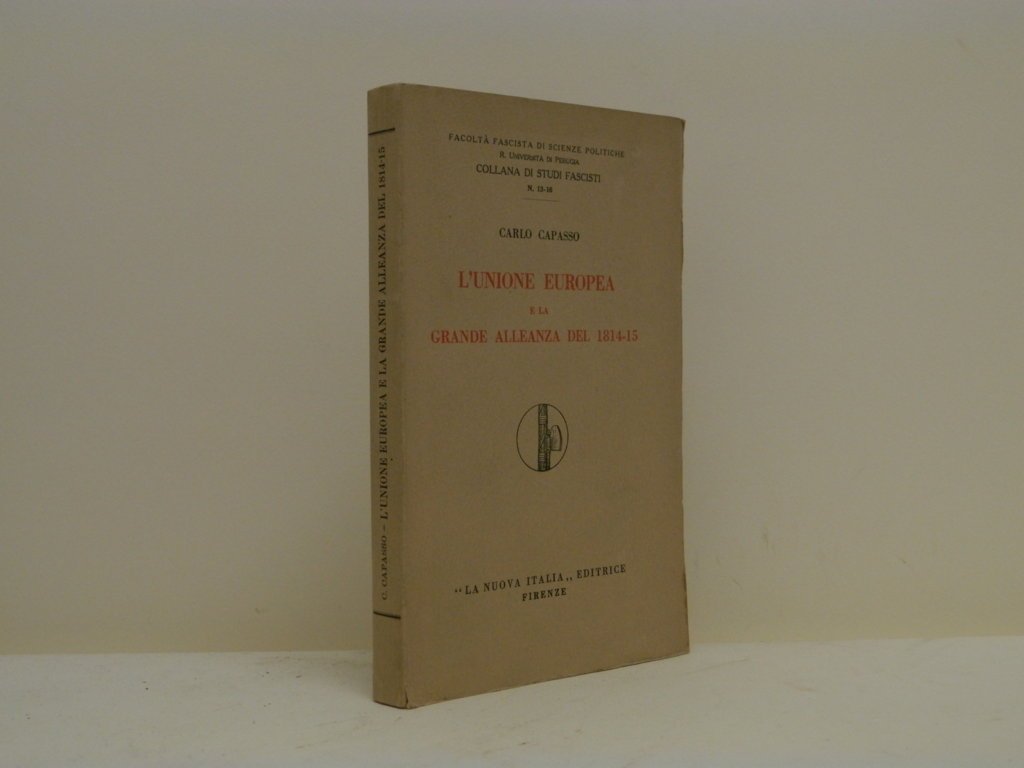 FACOLTÀ FASCISTA DI SCIENZE POLITICHE
R. UNIVERSITÀ DI PERUGIA
COLLANA DI STUDI FASCISTI
N. 15-16
CARLO CAPASSO
L'UNIONE EUROPEA
E LA
GRANDE ALLEANZA DEL 1814-15
“LA NUOVA ITALIA„ EDITRICE
FIRENZE
C. CAPASSO - L'UNIONE EUROPEA E LA GRANDE ALLEANZA DEL 1814-15